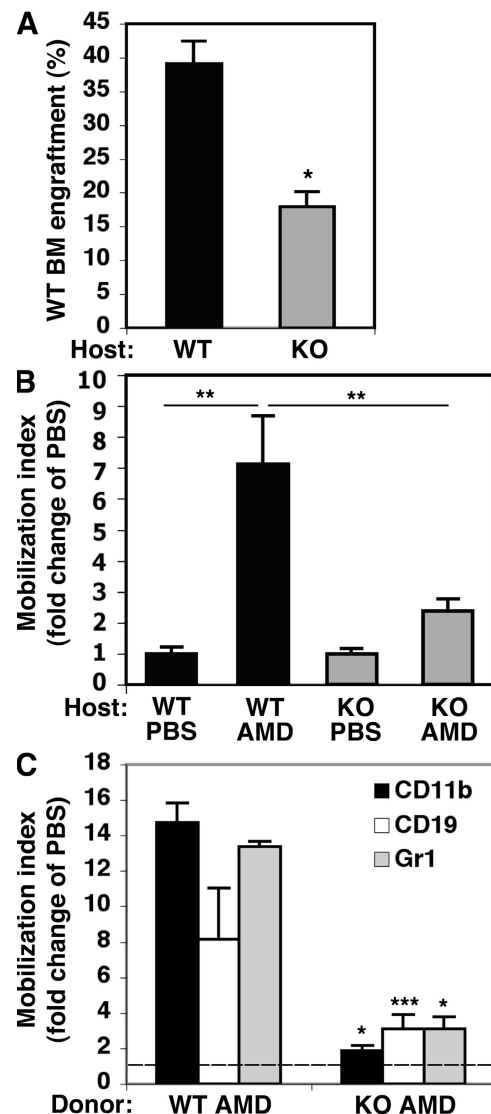 A
WT BM engraftment (%)
45
40
35
30
25
20
15
10
5
0
*
Host: WT KO
B
Mobilization index
(fold change of PBS)
10
9
8
7
6
5
4
3
2
1
0
** **
Host: WT WT KO KO
PBS AMD PBS AMD
C
Mobilization index
(fold change of PBS)
18
16
14
12
10
8
6
4
2
0
CD11b
CD19
Gr1
* *** *
Donor: WT AMD KO AMD